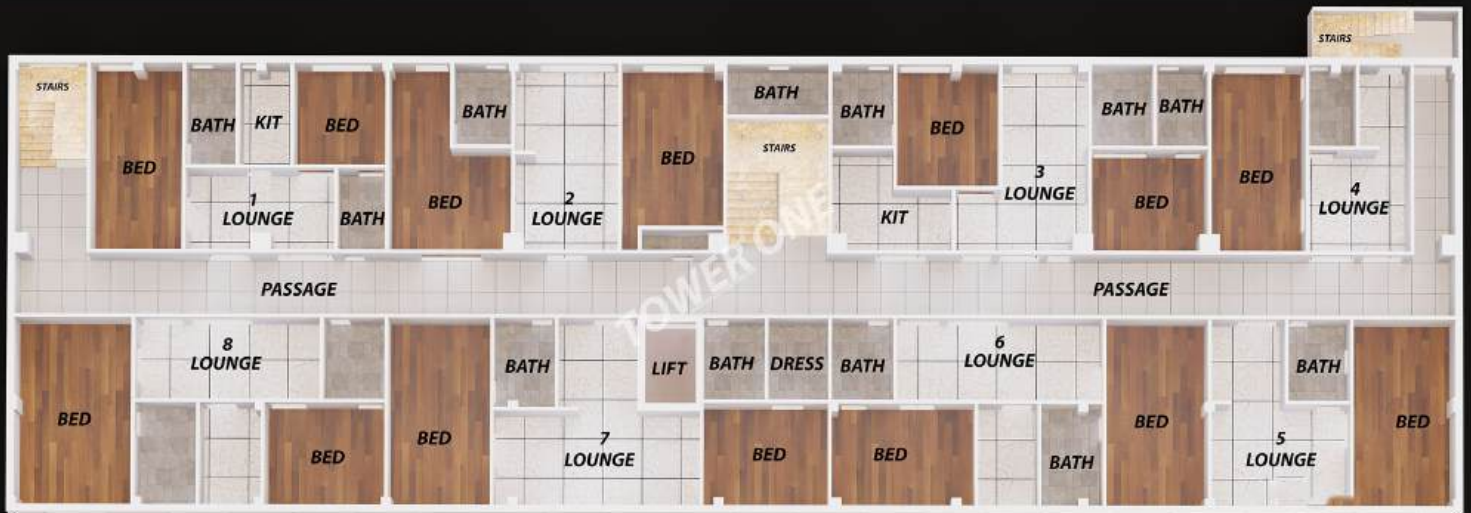 STAIRS
STAIRS
BED
BATH
KIT
BED
BATH
BED
BATH
STAIRS
BATH
BED
BATH
BATH
BED
1
LOUNGE
BATH
BED
2
LOUNGE
BED
KIT
3
LOUNGE
BED
4
LOUNGE
TOWER ONE
PASSAGE
PASSAGE
8
LOUNGE
BATH
LIFT
BATH
DRESS
BATH
6
LOUNGE
BATH
BED
BED
BED
7
LOUNGE
BED
BED
BATH
BED
5
LOUNGE
BED